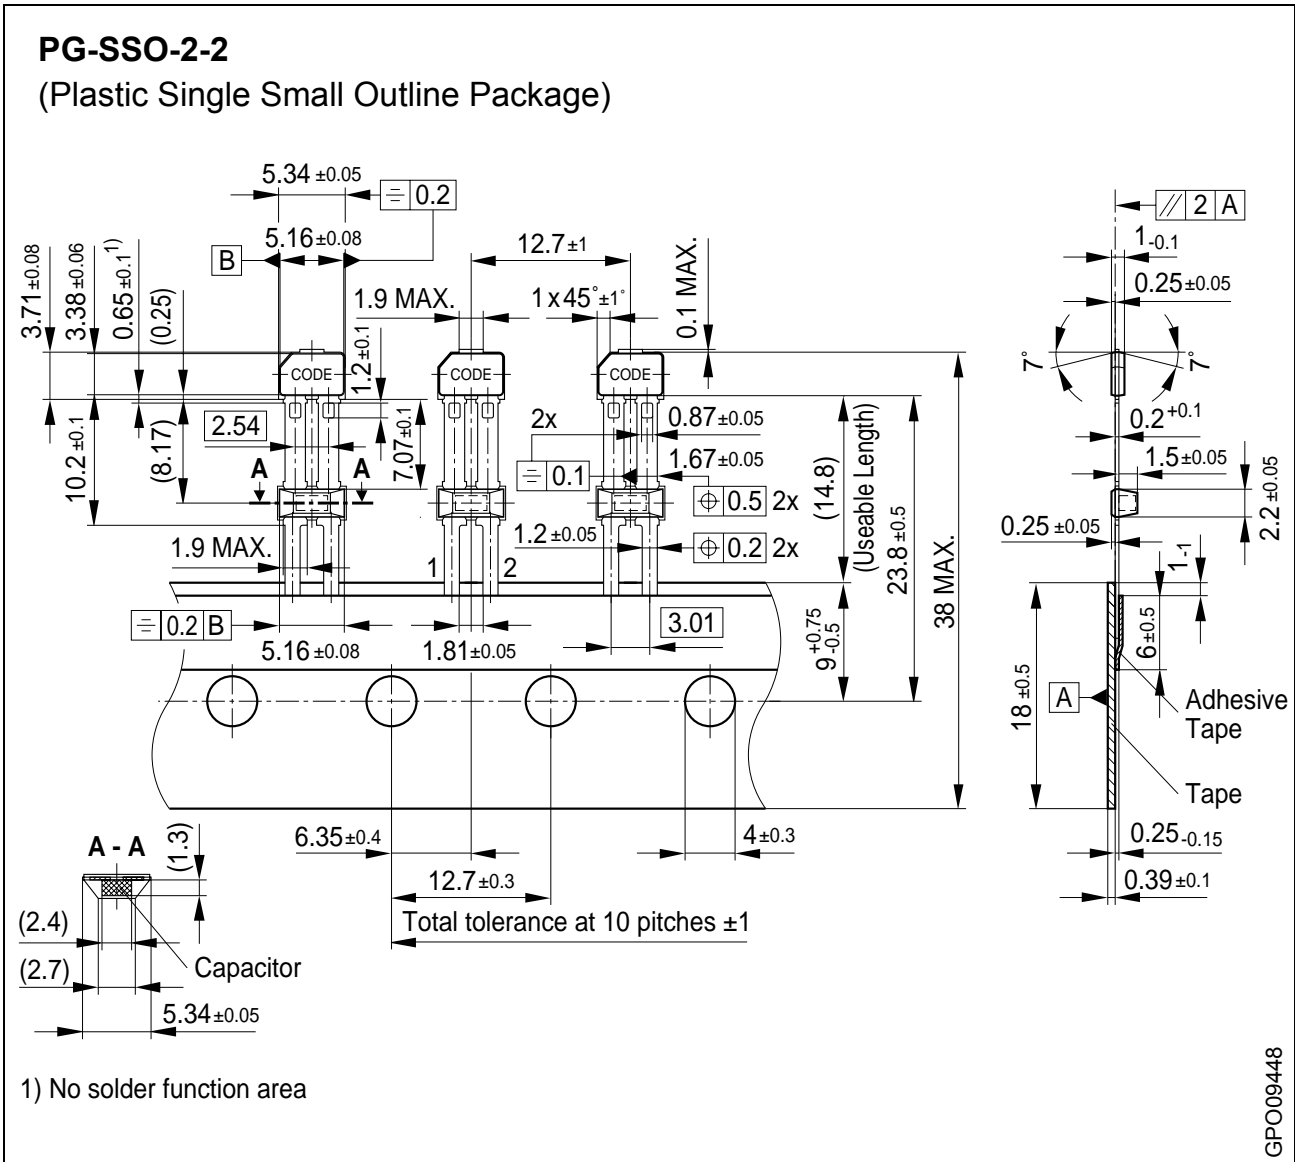 PG-SSO-2-2
(Plastic Single Small Outline Package)
5.34 ±0.05
0.2
5.16±0.08
B
12.7±1
// 2 A
1 -0.1
0.25±0.05
3.71±0.08
3.38±0.06
0.65±0.1 1)
(0.25)
1.9 MAX.
1 x 45°±1°
0.1 MAX.
7°
7°
CODE
CODE
CODE
1.2±0.1
2.54
2x
0.87±0.05
0.2 +0.1
10.2±0.1
(8.17)
7.07±0.1
A
A
0.1
1.67±0.05
1.5±0.05
0.5 2x
(14.8)
(Useable Length)
23.8±0.5
38 MAX.
2.2±0.05
1.9 MAX.
1.2±0.05
0.2 2x
0.25 ±0.05
1 -1
1
2
0.2 B
5.16±0.08
1.81±0.05
3.01
9 +0.75 -0.5
6±0.5
18±0.5
A
Adhesive
Tape
Tape
A - A
(1.3)
6.35±0.4
4±0.3
0.25 -0.15
12.7±0.3
0.39±0.1
(2.4)
Total tolerance at 10 pitches ±1
(2.7)
Capacitor
5.34±0.05
1) No solder function area
GPO09448